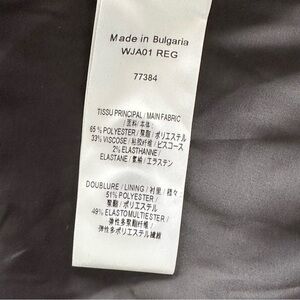 Made in Bulgaria
WJA01 REG
77384
TISSU PRINCIPAL / MAIN FABRIC
65% POLYESTER / 聚酯 / ポリエステル
33% VISCOSE / 粘胶纤维 / ビスコース
2% ELASTHANNE /
ELASTANE / 氨綸 / エラステン
DOUBLURE / LINING / 衬里 /
51% POLYESTER /
聚酯 / ポリエステル
49% ELASTOMULTIESTER /
弹性多聚酯纤维 /
弾性多ポリエステル繊維